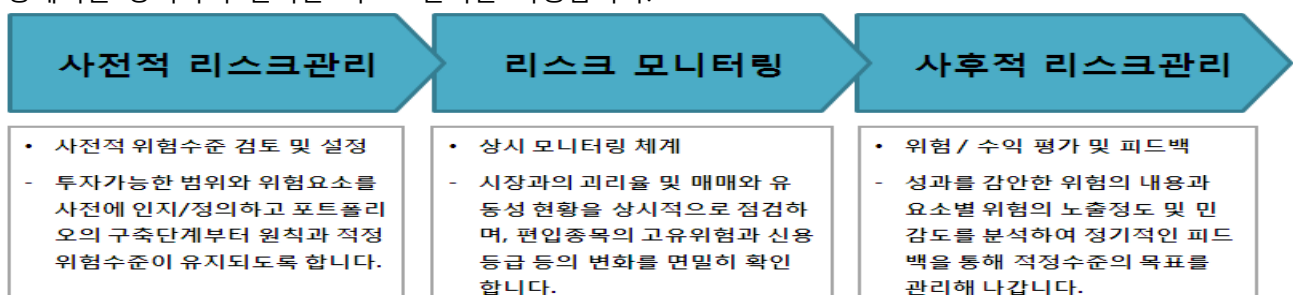 사전적 리스크관리
리스크 모니터링
사후적 리스크관리
• 사전적 위험수준 검토 및 설정
- 투자가능한 범위와 위험요소를
사전에 인지/정의하고 포트폴리
오의 구축단계부터 원칙과 적정
위험수준이 유지되도록 합니다.
• 상시 모니터링 체계
- 시장과의 괴리율 및 매매와 유
동성 현황을 상시적으로 점검하
며, 편입종목의 고유위험과 신용
등급 등의 변화를 면밀히 확인
합니다.
• 위험 / 수익 평가 및 피드백
- 성과를 감안한 위험의 내용과
요소별 위험의 노출정도 및 민
감도를 분석하여 정기적인 피드
백을 통해 적정수준의 목표를
관리해 나갑니다.